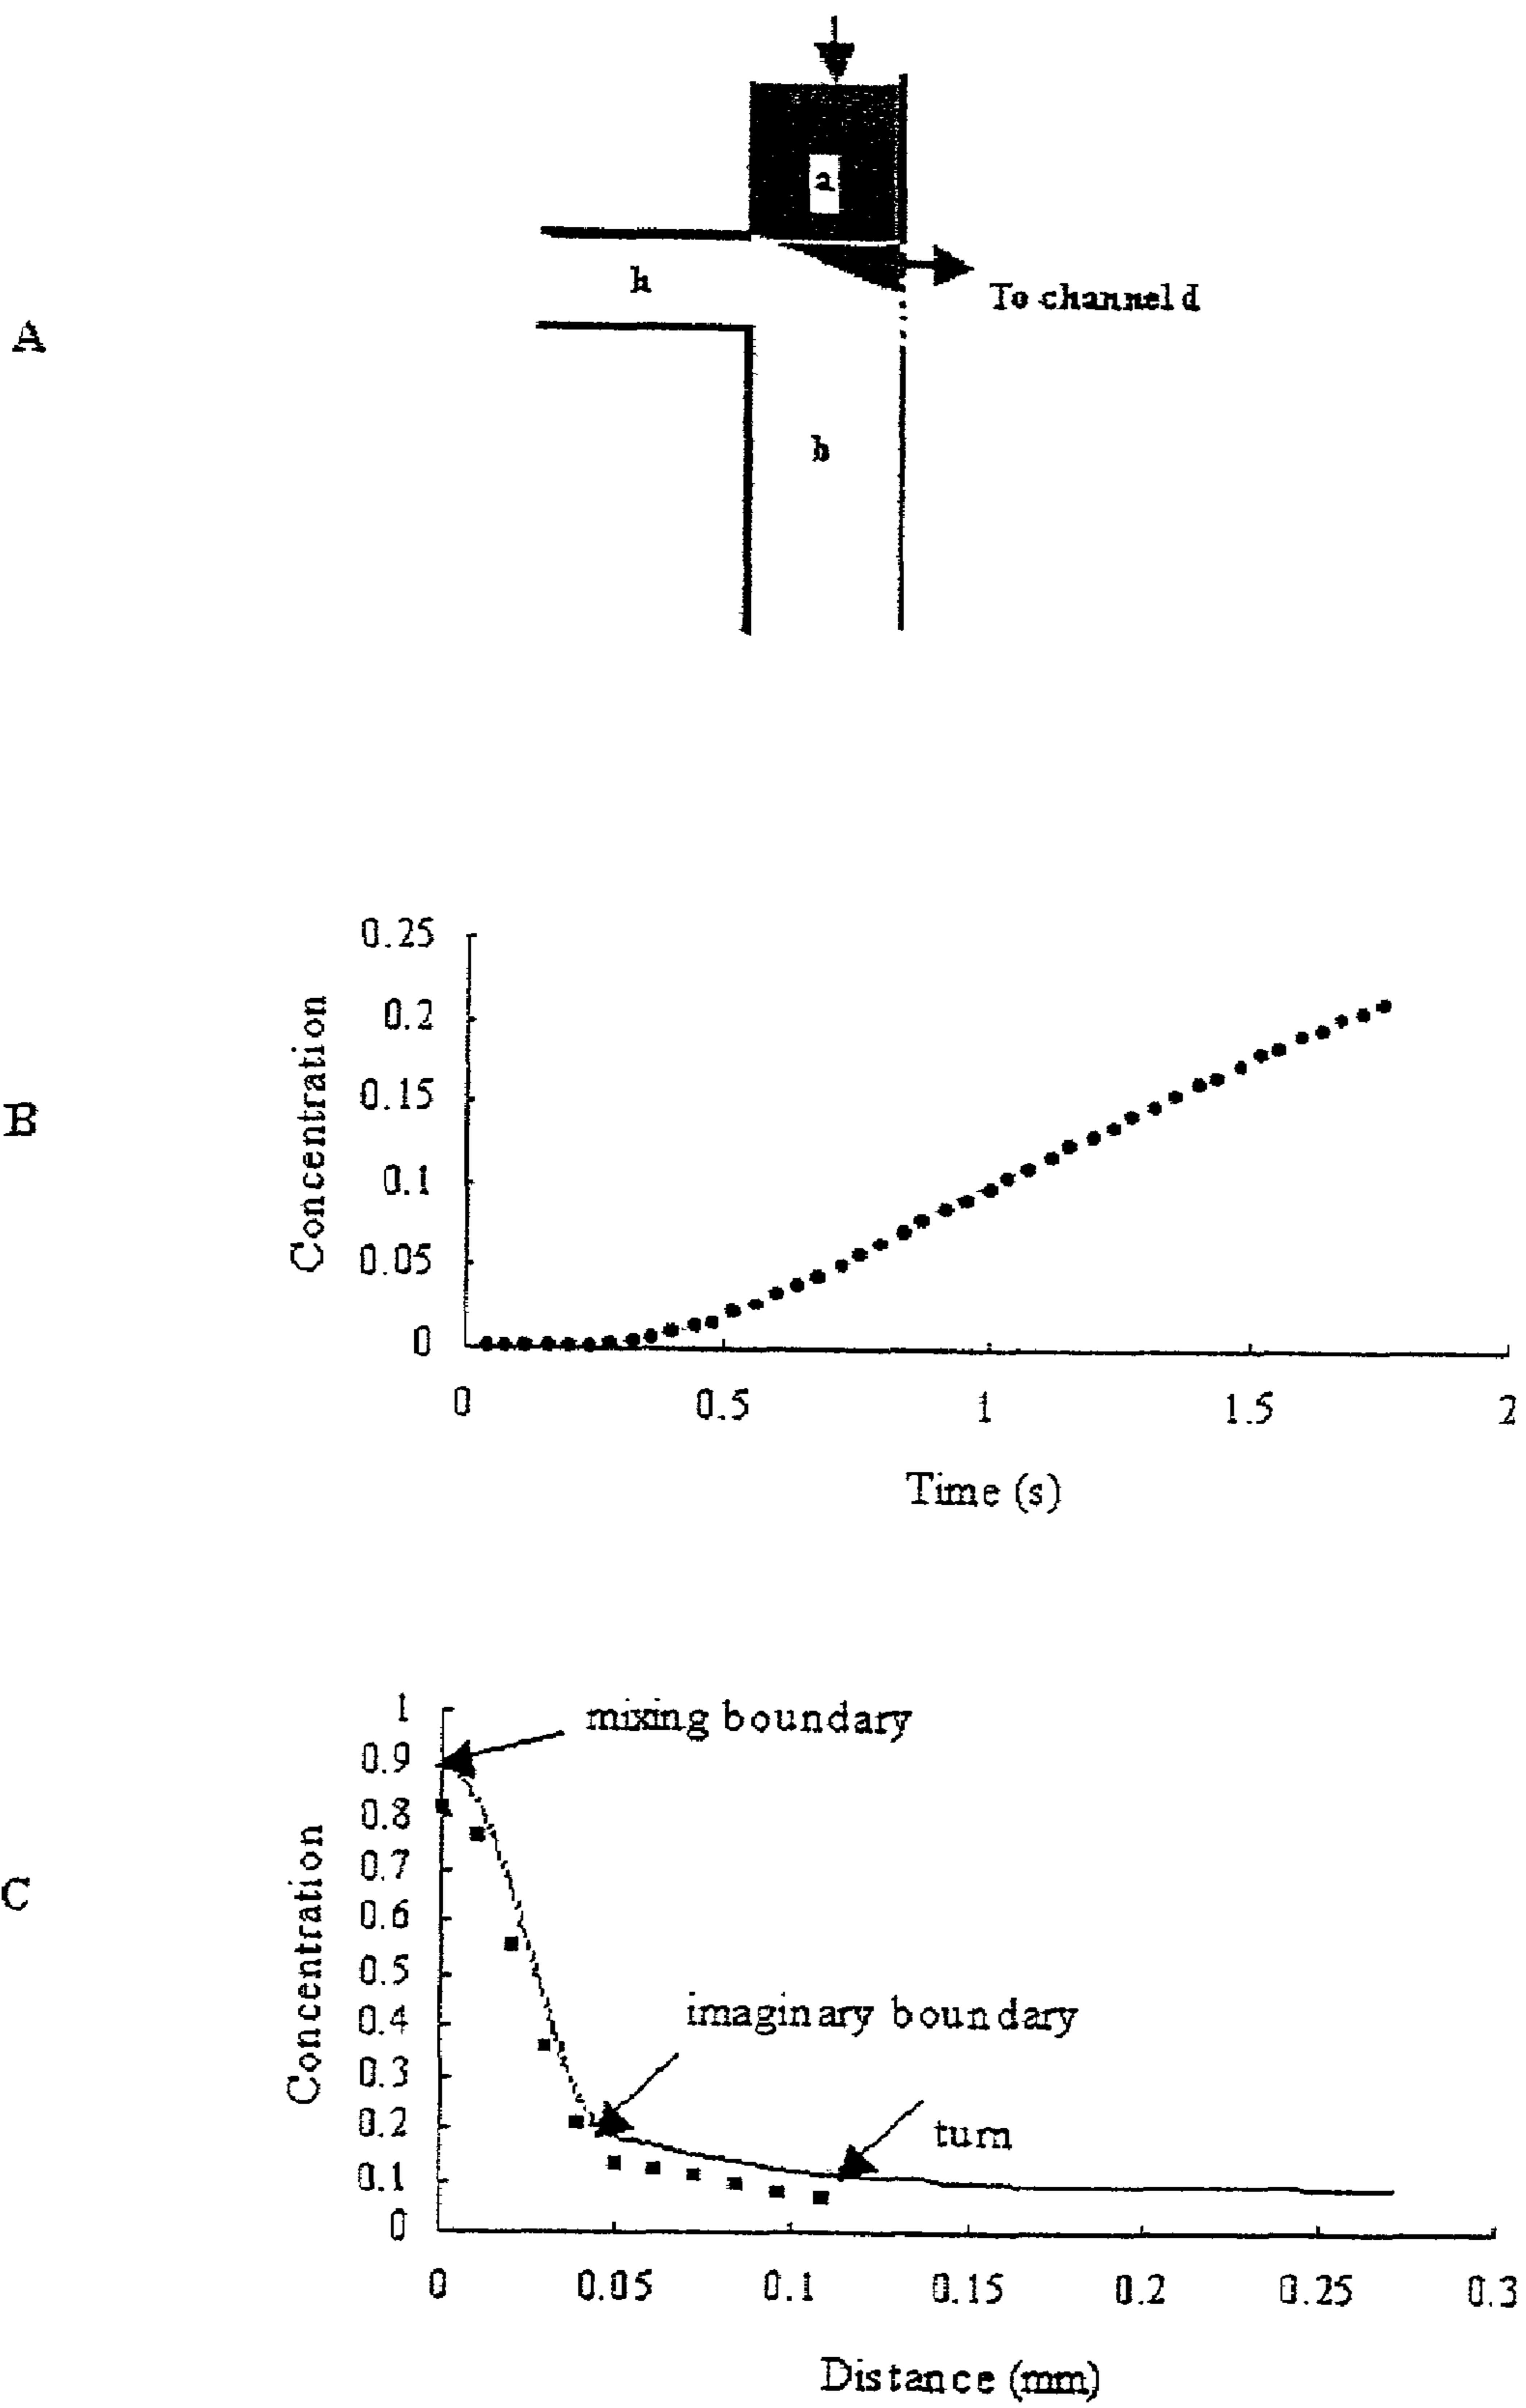 A
a
h
To channel d
b
B
Concentration
0.25
0.2
0.15
0.1
0.05
0
0 0.5 1 1.5 2
Time (s)
C
Concentration
1
0.9
0.8
0.7
0.6
0.5
0.4
0.3
0.2
0.1
0
mixing boundary
imaginary boundary
turn
0 0.05 0.1 0.15 0.2 0.25 0.3
Distance (mm)